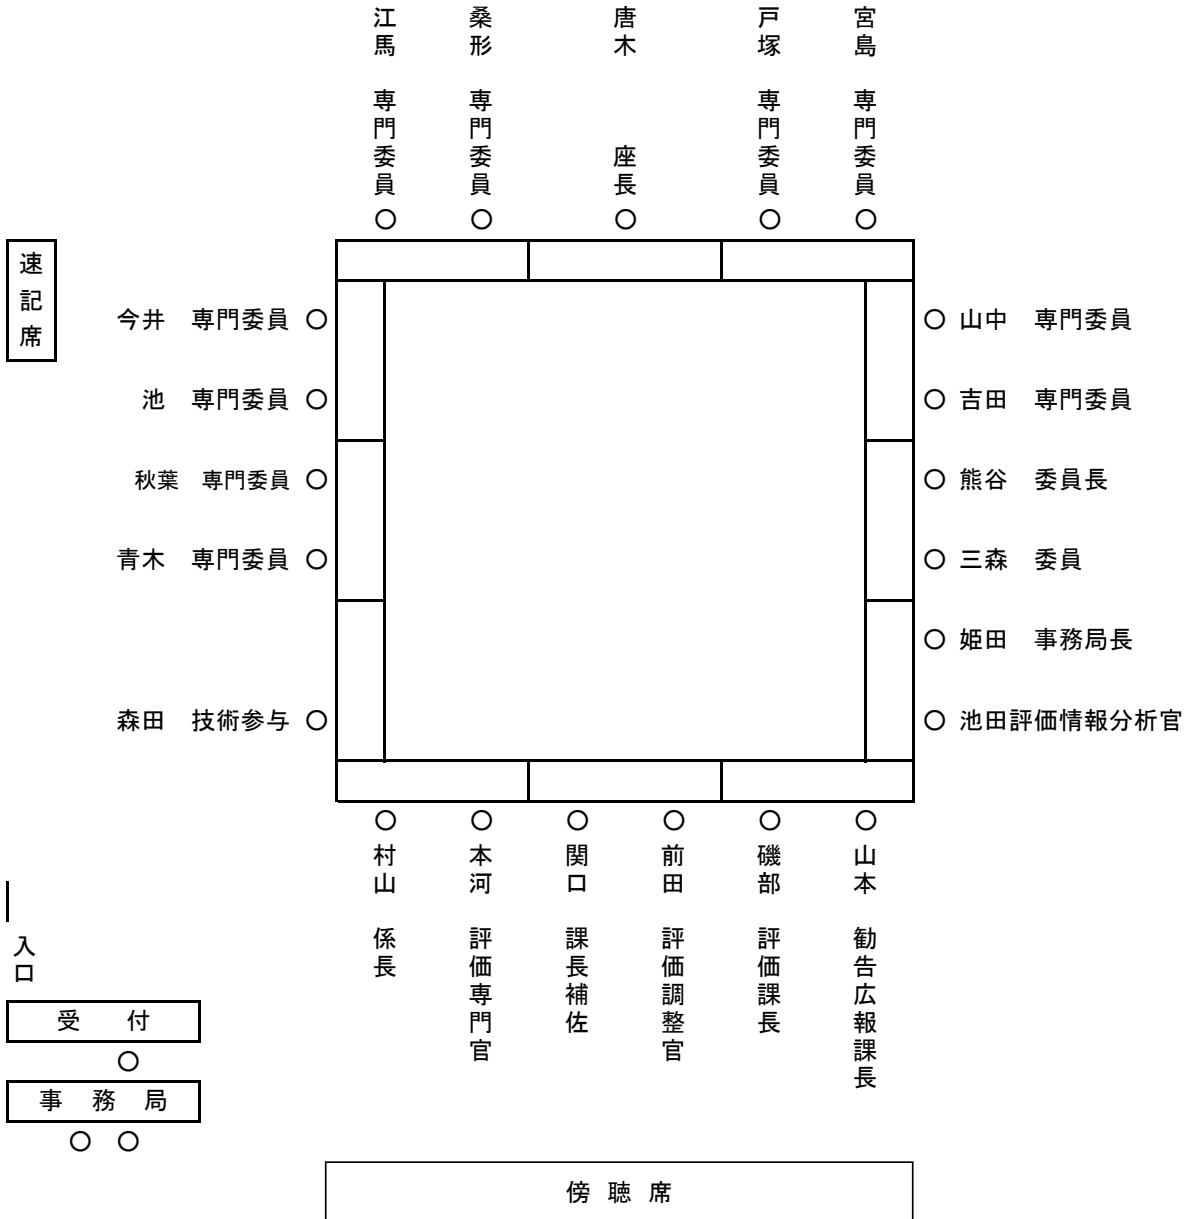 江馬　専門委員
桑形　専門委員
唐木　座長
戸塚　専門委員
宮島　専門委員
速記席
今井　専門委員
池　専門委員
秋葉　専門委員
青木　専門委員
森田　技術参与
山中　専門委員
吉田　専門委員
熊谷　委員長
三森　委員
姫田　事務局長
池田評価情報分析官
村山　係長
本河　評価専門官
関口　課長補佐
前田　評価調整官
磯部　評価課長
山本　勧告広報課長
入口
受　付
事　務　局
傍 聴 席